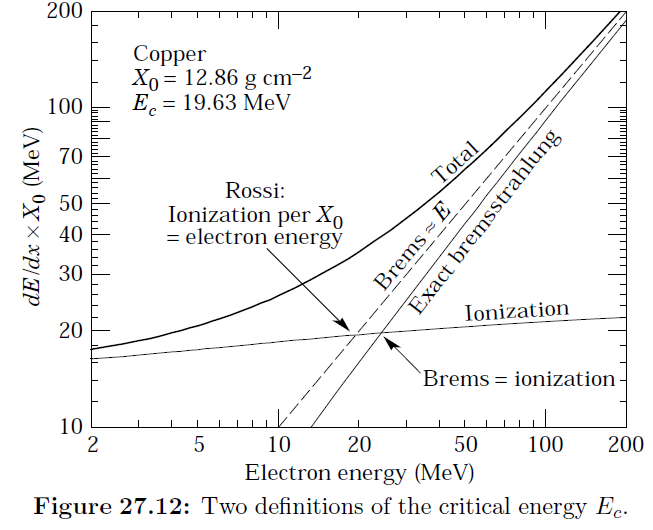 200
100
70
50
40
30
20
10
dE/dx × X0 (MeV)
Copper
X0 = 12.86 g cm−2
Ec = 19.63 MeV
Rossi:
Ionization per X0
= electron energy
Total
Brems ≈ E
Exact bremsstrahlung
Ionization
Brems = ionization
2 5 10 20 50 100 200
Electron energy (MeV)
Figure 27.12: Two definitions of the critical energy Ec.